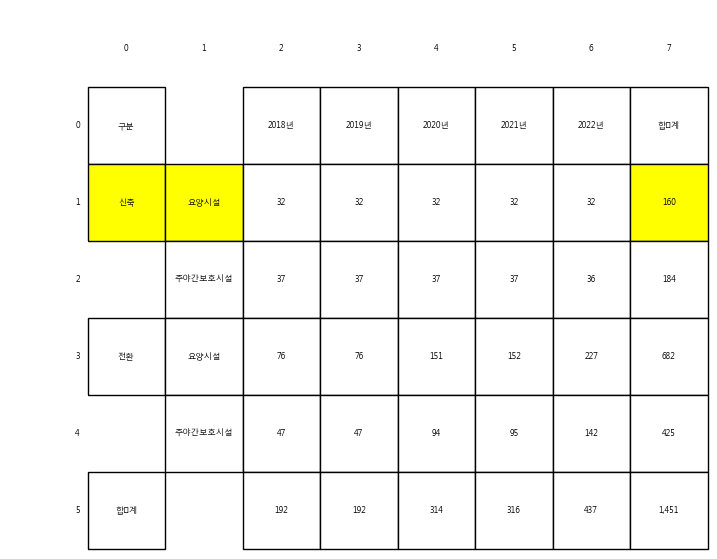 0 1 2 3 4 5 6 7
0 구분 2018년 2019년 2020년 2021년 2022년 합계
1 신축 요양시설 32 32 32 32 32 160
2 주야간보호시설 37 37 37 37 36 184
3 전환 요양시설 76 76 151 152 227 682
4 주야간보호시설 47 47 94 95 142 425
5 합계 192 192 314 316 437 1,451